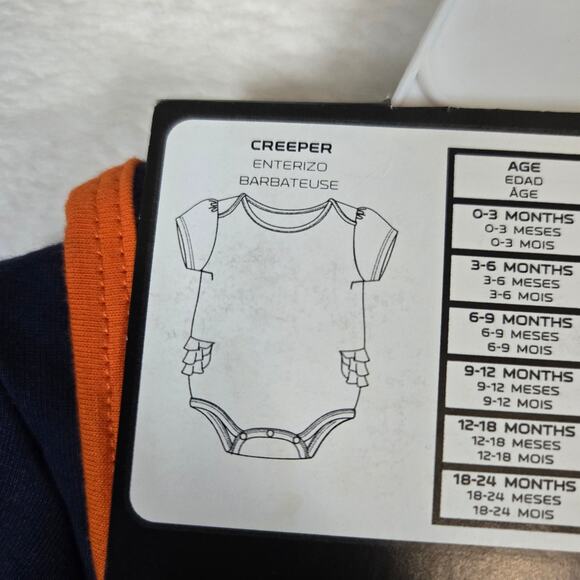 CREEPER
ENTERIZO
BARBATEUSE
AGE
EDAD
ÂGE
0-3 MONTHS
0-3 MESES
0-3 MOIS
3-6 MONTHS
3-6 MESES
3-6 MOIS
6-9 MONTHS
6-9 MESES
6-9 MOIS
9-12 MONTHS
9-12 MESES
9-12 MOIS
12-18 MONTHS
12-18 MESES
12-18 MOIS
18-24 MONTHS
18-24 MESES
18-24 MOIS